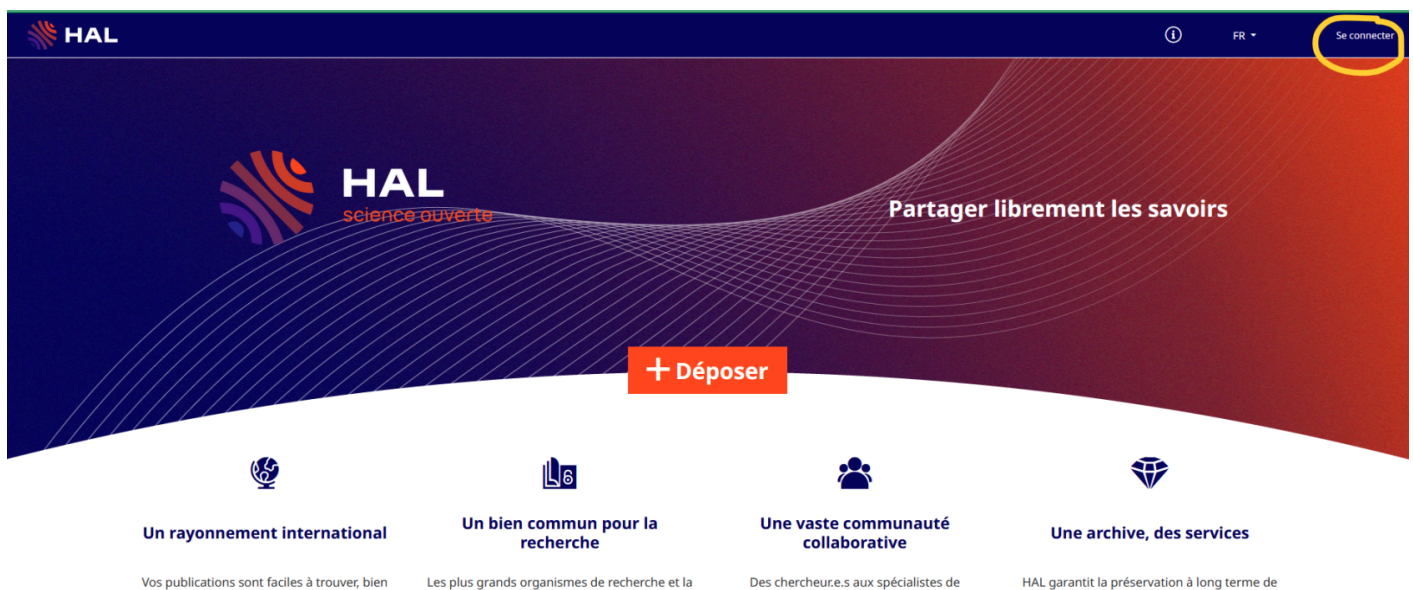 HAL
FR
Se connecter
HAL
science ouverte
Partager librement les savoirs
+ Déposer
Un rayonnement international
Un bien commun pour la
recherche
Une vaste communauté
collaborative
Une archive, des services
Vos publications sont faciles à trouver, bien
Les plus grands organismes de recherche et la
Des chercheur.e.s aux spécialistes de
HAL garantit la préservation à long terme de